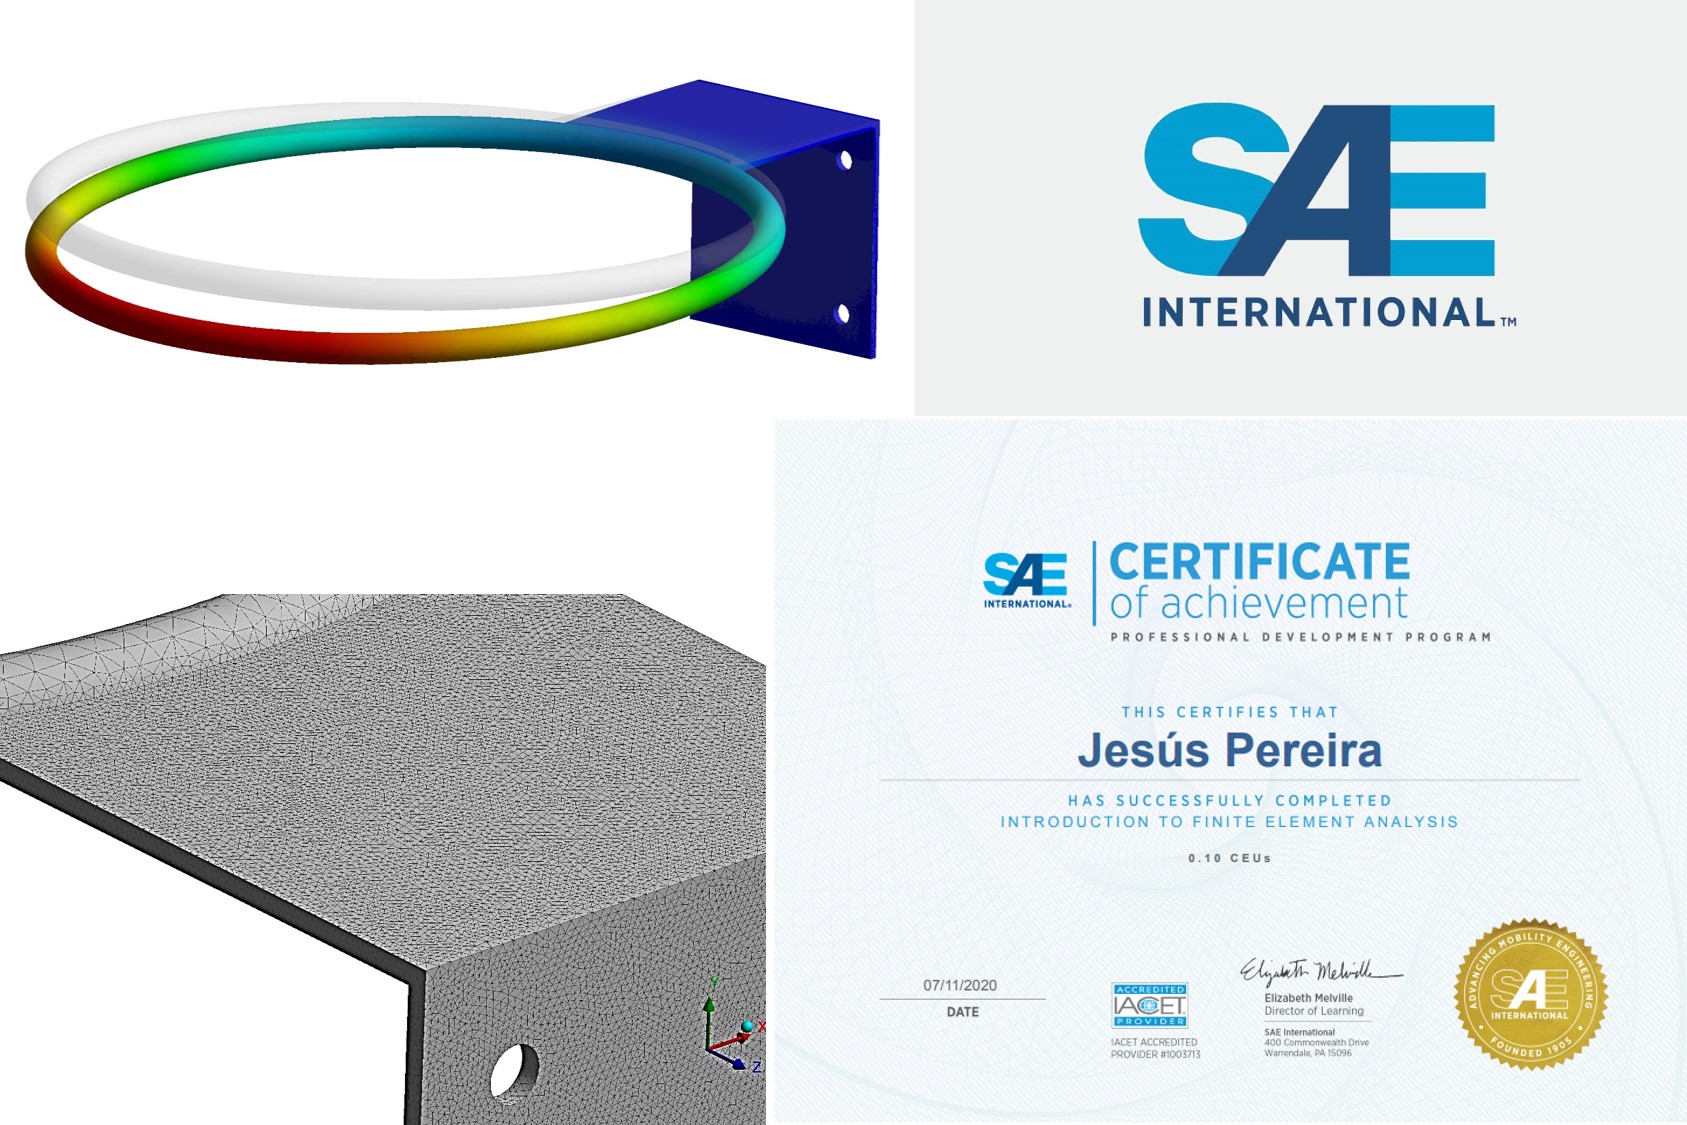 SAE
INTERNATIONAL™
SAE
INTERNATIONAL®
CERTIFICATE
of achievement
PROFESSIONAL DEVELOPMENT PROGRAM
THIS CERTIFIES THAT
Jesús Pereira
HAS SUCCESSFULLY COMPLETED
INTRODUCTION TO FINITE ELEMENT ANALYSIS
0.10 CEUs
07/11/2020
DATE
ACCREDITED
IACET
PROVIDER
IACET ACCREDITED
PROVIDER #1003713
Elizabeth Melville
Elizabeth Melville
Director of Learning
SAE International
400 Commonwealth Drive
Warrendale, PA 15096
ADVANCING MOBILITY ENGINEERING
SAE
INTERNATIONAL
• FOUNDED 1905 •
Y
X
Z